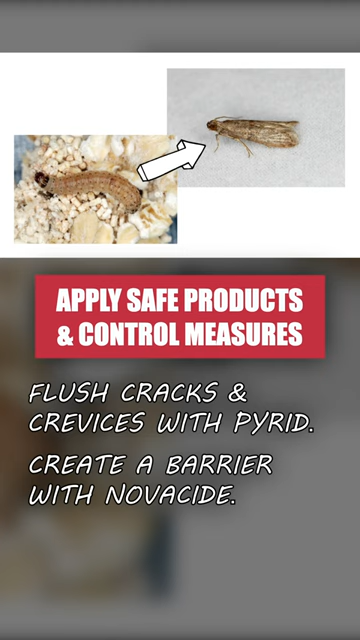 APPLY SAFE PRODUCTS
& CONTROL MEASURES
FLUSH CRACKS &
CREVICES WITH PYRID.
CREATE A BARRIER
WITH NOVACIDE.